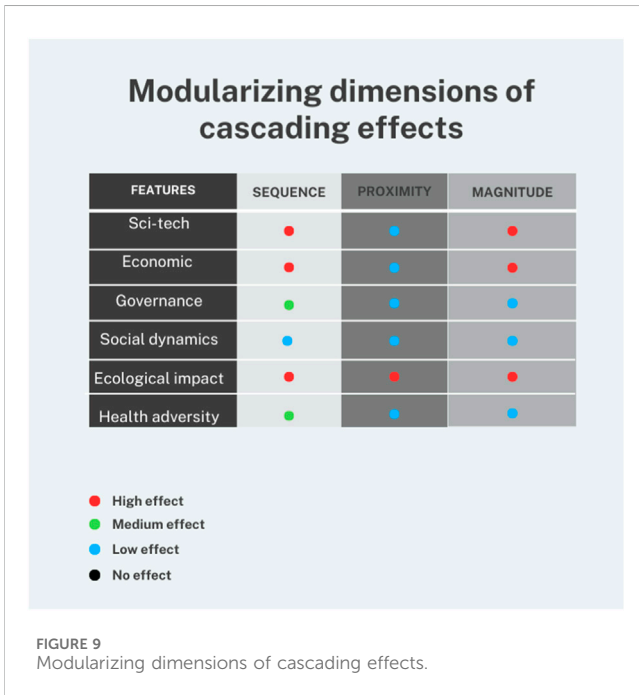 Modularizing dimensions of
cascading effects
FEATURES SEQUENCE PROXIMITY MAGNITUDE
Sci-tech
Economic
Governance
Social dynamics
Ecological impact
Health adversity
High effect
Medium effect
Low effect
No effect
FIGURE 9
Modularizing dimensions of cascading effects.